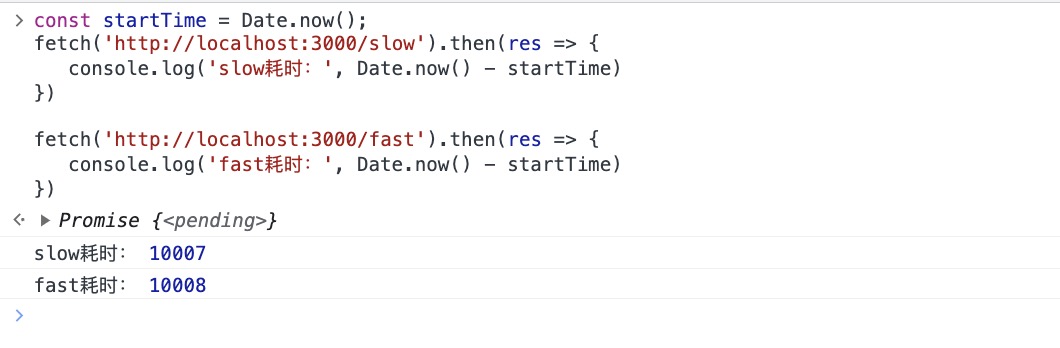 > const startTime = Date.now();
fetch('http://localhost:3000/slow').then(res => {
   console.log('slow耗时：', Date.now() - startTime)
})

fetch('http://localhost:3000/fast').then(res => {
   console.log('fast耗时：', Date.now() - startTime)
})
<· ▶ Promise {<pending>}
slow耗时： 10007
fast耗时： 10008
>